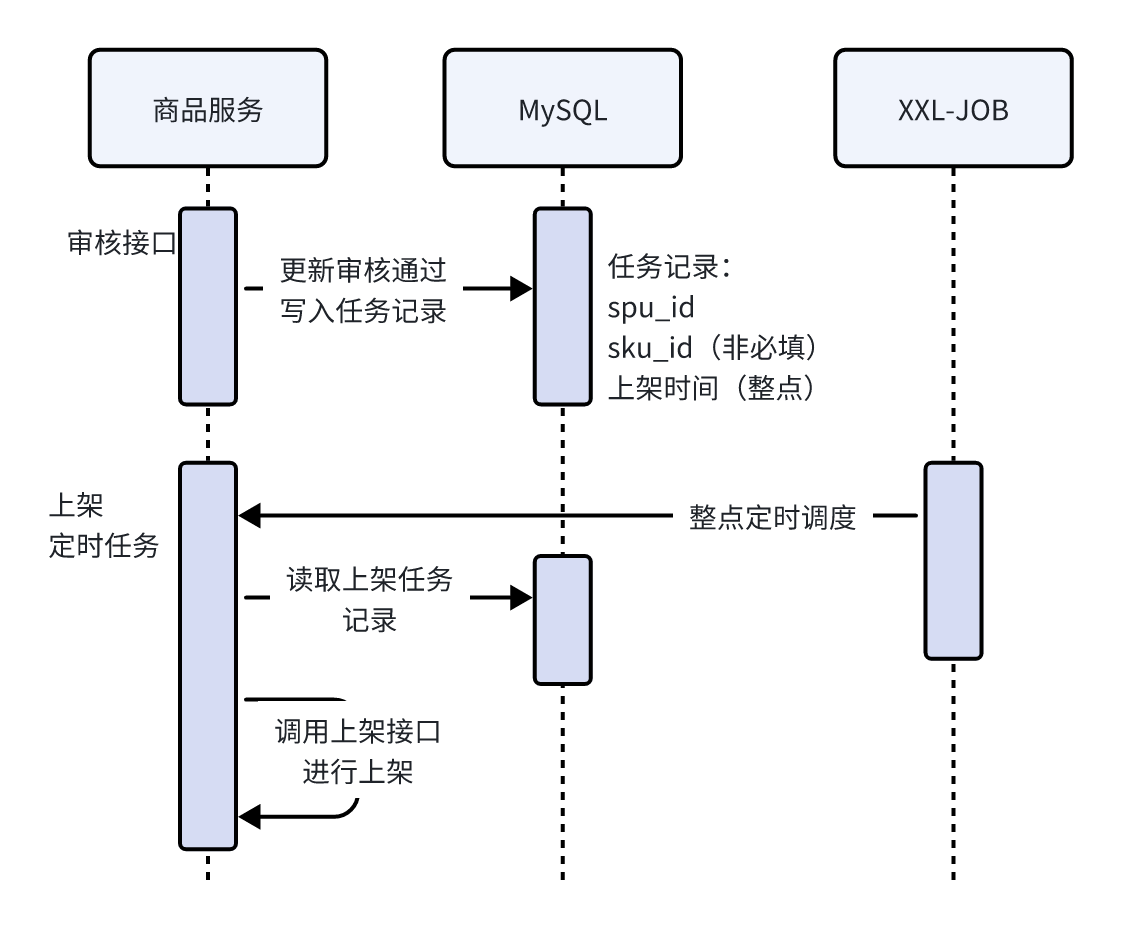 商品服务
MySQL
XXL-JOB
审核接口
更新审核通过
写入任务记录
任务记录：
spu_id
sku_id（非必填）
上架时间（整点）
上架
定时任务
整点定时调度
读取上架任务
记录
调用上架接口
进行上架